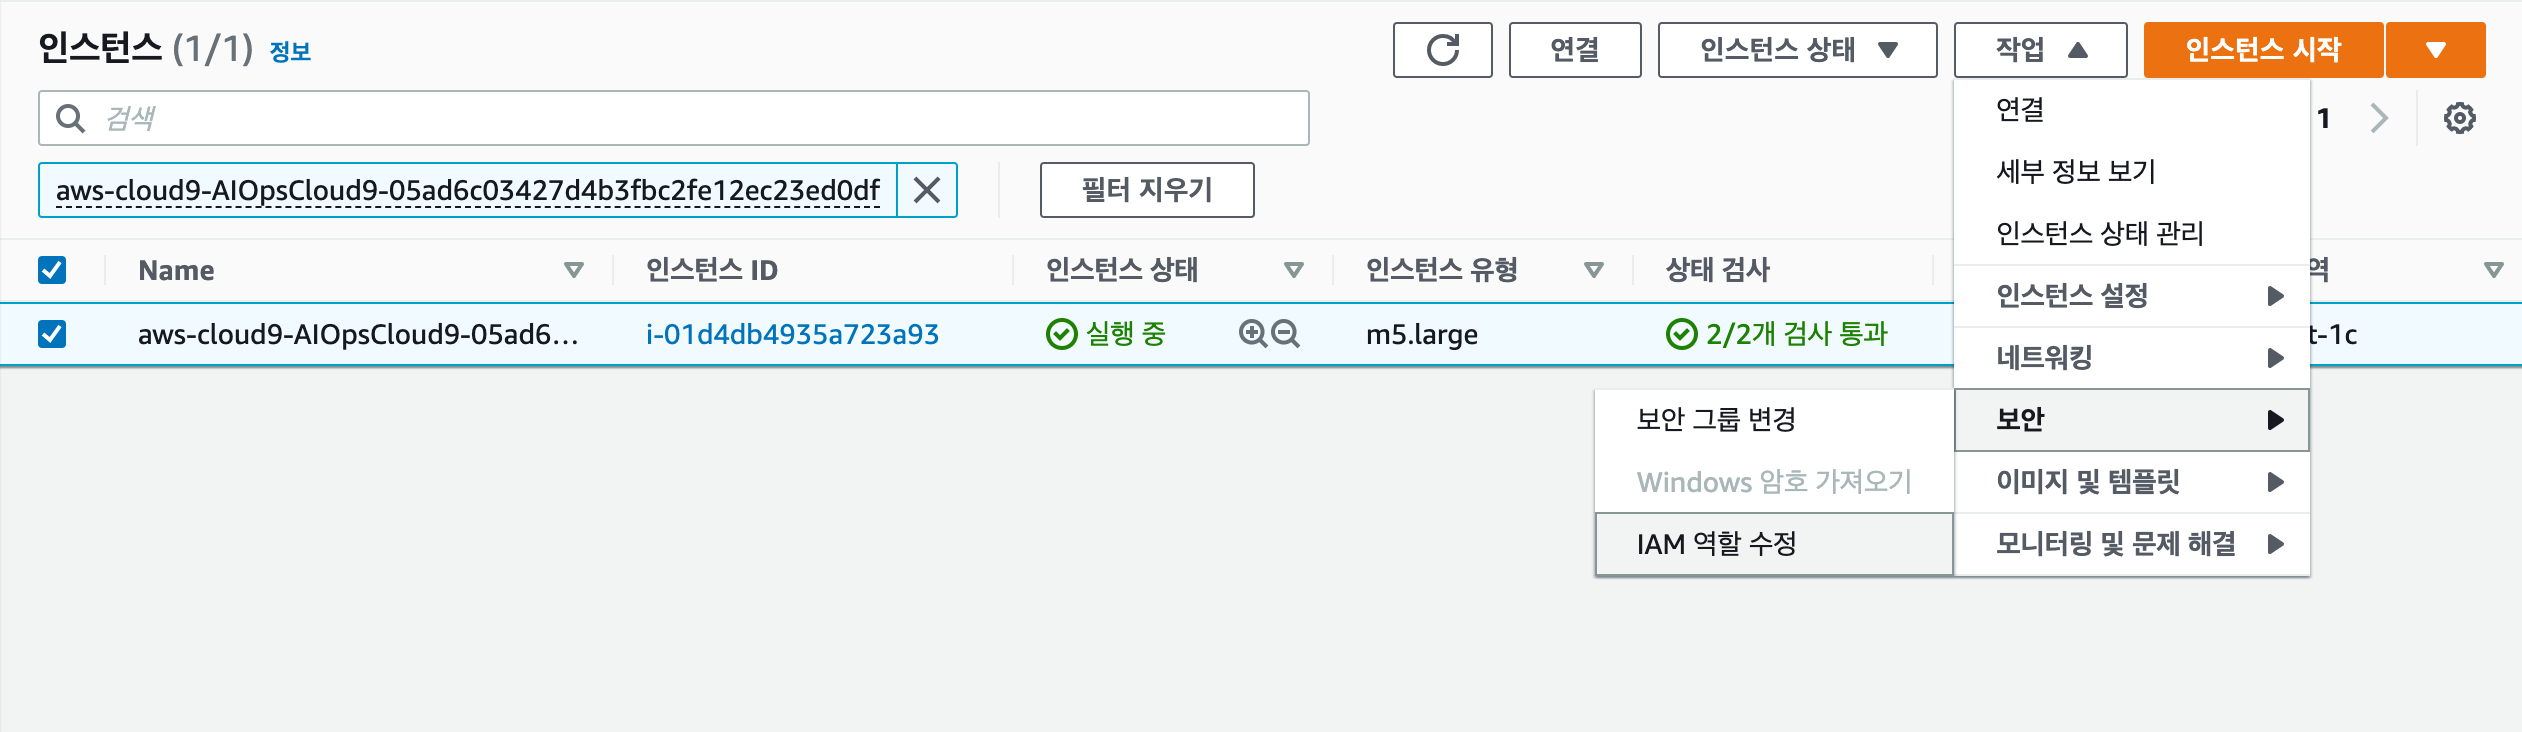 인스턴스 (1/1) 정보
연결
인스턴스 상태
작업
인스턴스 시작
검색
1
aws-cloud9-AIOpsCloud9-05ad6c03427d4b3fbc2fe12ec23ed0df
필터 지우기
Name
인스턴스 ID
인스턴스 상태
인스턴스 유형
상태 검사
역
aws-cloud9-AIOpsCloud9-05ad6...
i-01d4db4935a723a93
실행 중
m5.large
2/2개 검사 통과
t-1c
연결
세부 정보 보기
인스턴스 상태 관리
인스턴스 설정
네트워킹
보안
이미지 및 템플릿
모니터링 및 문제 해결
보안 그룹 변경
Windows 암호 가져오기
IAM 역할 수정